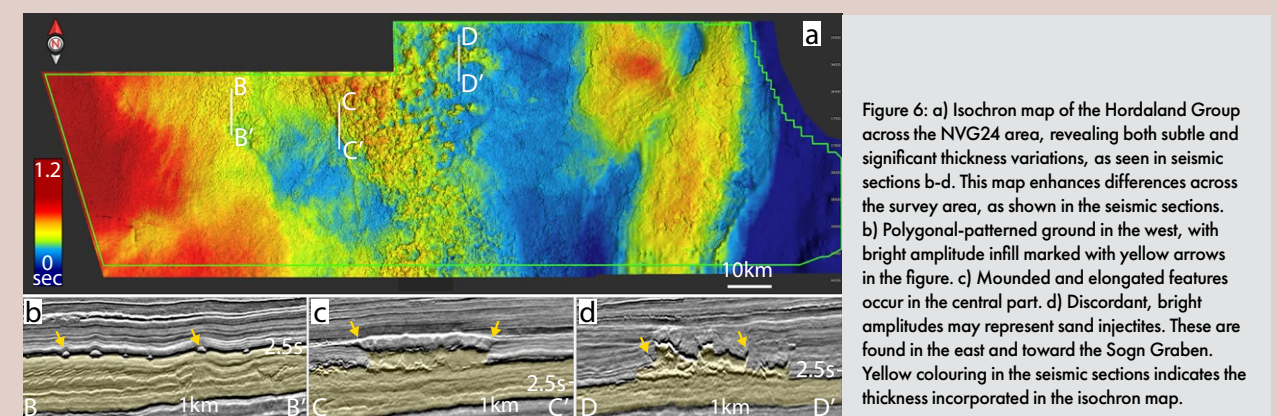 N
a
D
D'
B
B'
C
C'
1.2
0
sec
10km
b
2.5s
B
1km
B'
c
2.5s
C
1km
C'
d
2.5s
D
1km
D'
Figure 6: a) Isochron map of the Hordaland Group
across the NVG24 area, revealing both subtle and
significant thickness variations, as seen in seismic
sections b-d. This map enhances differences across
the survey area, as shown in the seismic sections.
b) Polygonal-patterned ground in the west, with
bright amplitude infill marked with yellow arrows
in the figure. c) Mounded and elongated features
occur in the central part. d) Discordant, bright
amplitudes may represent sand injectites. These are
found in the east and toward the Sogn Graben.
Yellow colouring in the seismic sections indicates the
thickness incorporated in the isochron map.